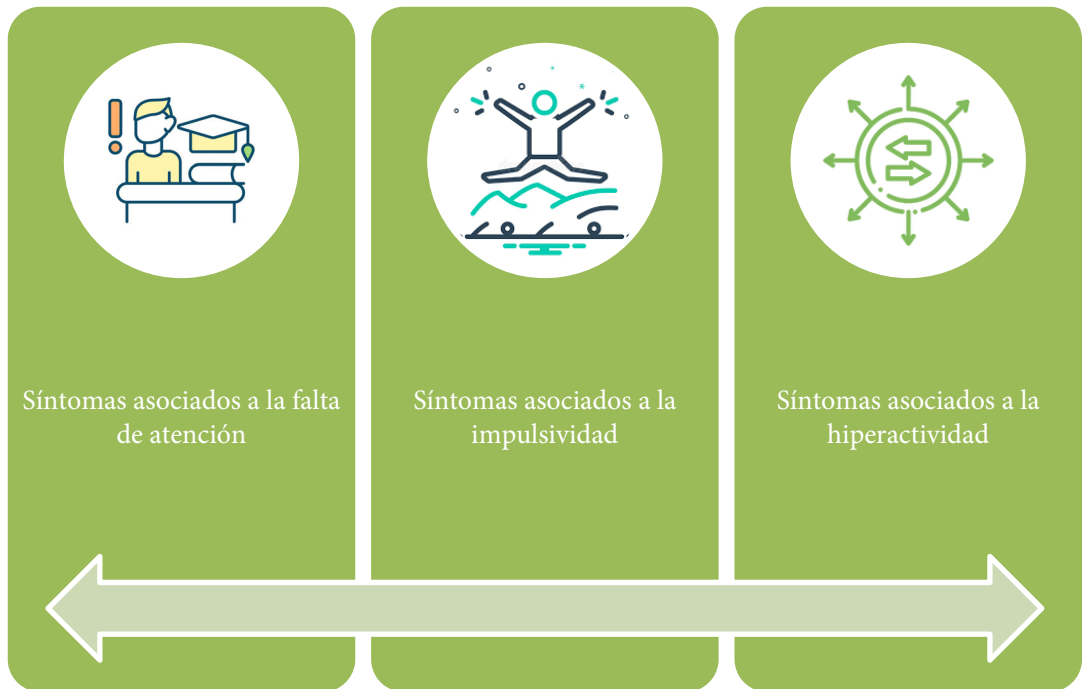 Síntomas asociados a la falta
de atención
Síntomas asociados a la
impulsividad
Síntomas asociados a la
hiperactividad